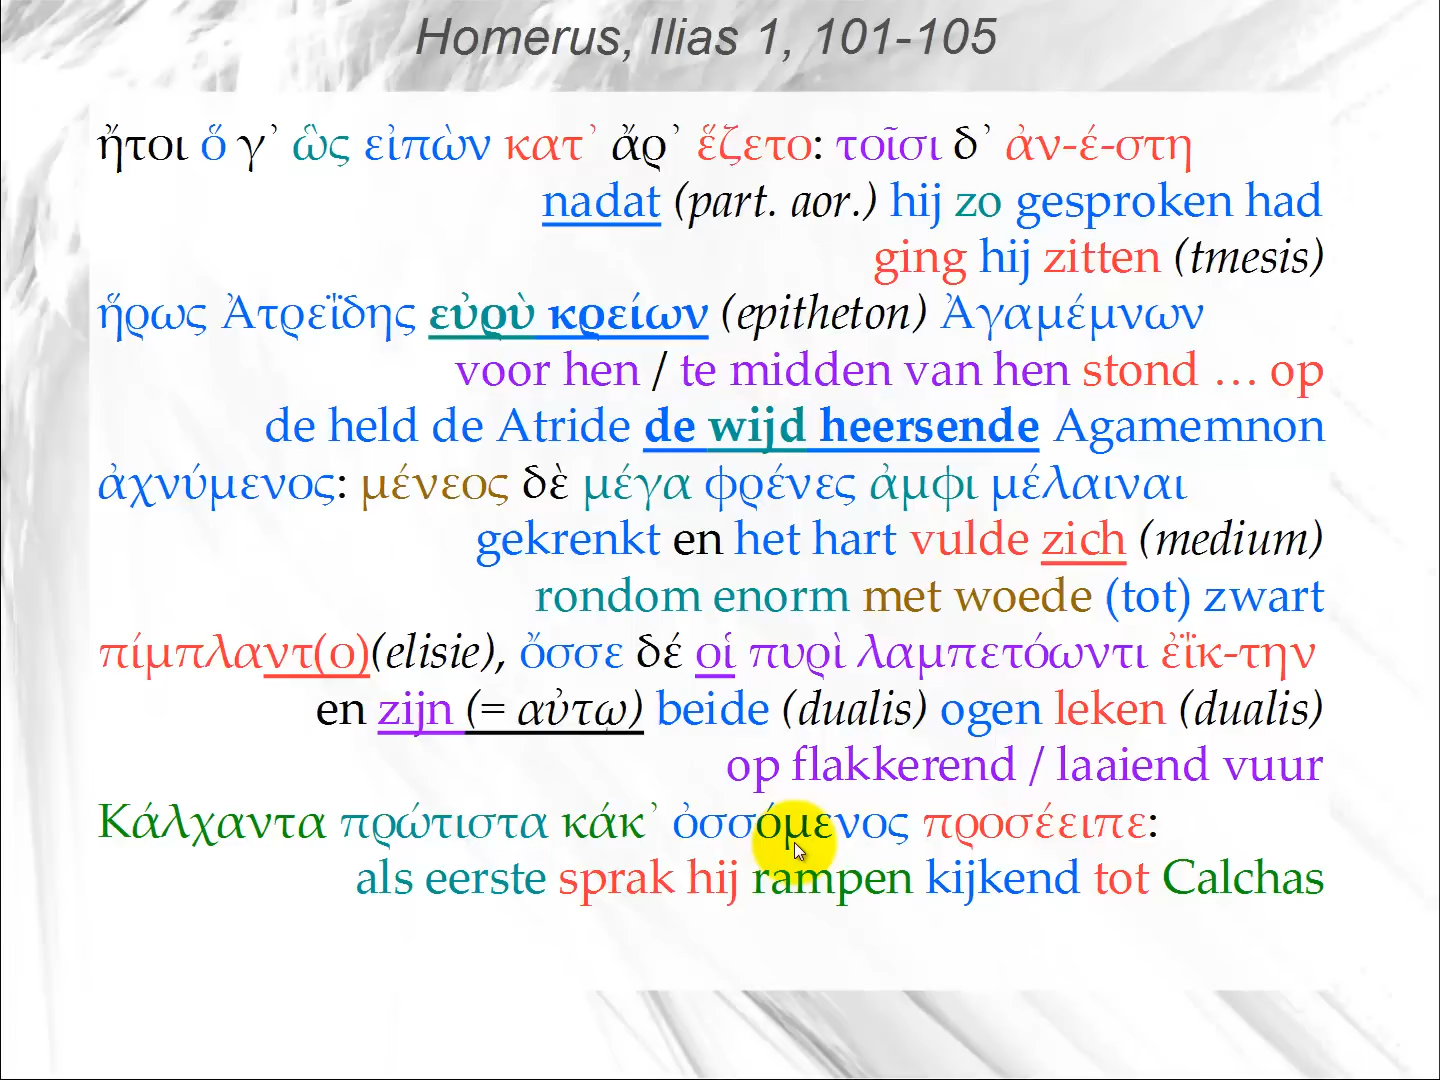 Homerus, Ilias 1, 101-105
ἤτοι ὅ γ᾽ ὣς εἰπὼν κατ᾽ ἄρ᾽ ἕζετο: τοῖσι δ᾽ ἀν-έ-στη
nadat (part. aor.) hij zo gesproken had
ging hij zitten (tmesis)
ἥρως Ἀτρεΐδης εὐρὺ κρείων (epitheton) Ἀγαμέμνων
voor hen / te midden van hen stond … op
de held de Atride de wijd heersende Agamemnon
ἀχνύμενος: μένεος δὲ μέγα φρένες ἀμφι μέλαιναι
gekrenkt en het hart vulde zich (medium)
rondom enorm met woede (tot) zwart
πίμπλαντ(ο)(elisie), ὄσσε δέ οἱ πυρὶ λαμπετόωντι ἐΐκ-την
en zijn (= αὐτῳ) beide (dualis) ogen leken (dualis)
op flakkerend / laaiend vuur
Κάλχαντα πρώτιστα κάκ᾽ ὀσσόμενος προσέειπε:
als eerste sprak hij rampen kijkend tot Calchas